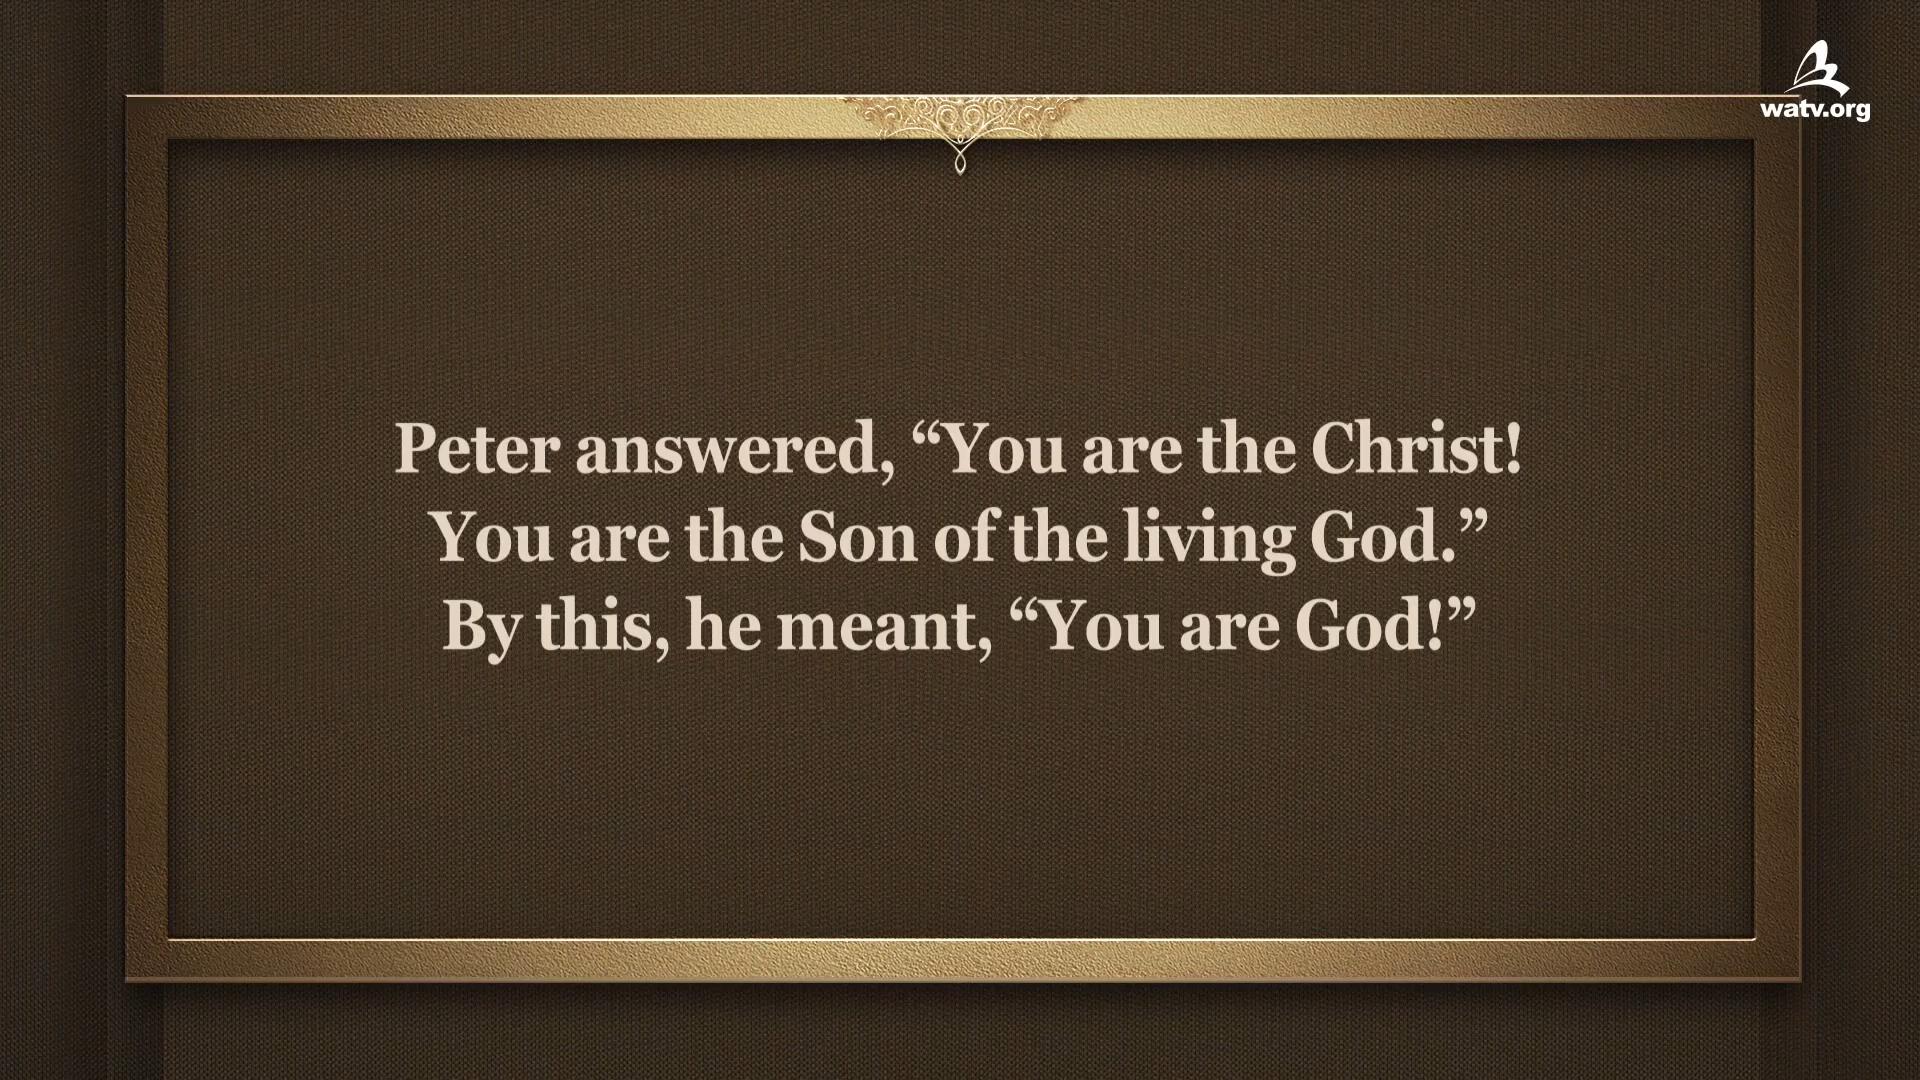 watv.org
Peter answered, “You are the Christ!
You are the Son of the living God.”
By this, he meant, “You are God!”